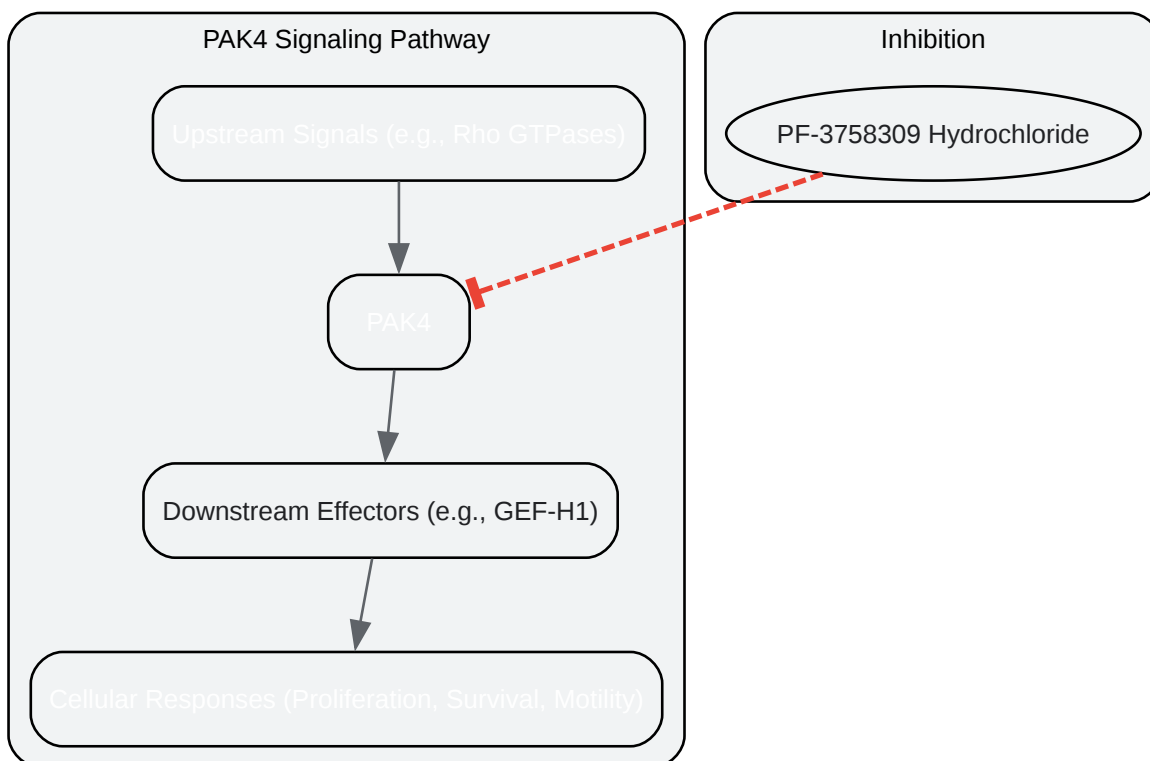 PAK4 Signaling Pathway
Inhibition
Upstream Signals (e.g., Rho GTPases)
PF-3758309 Hydrochloride
PAK4
Downstream Effectors (e.g., GEF-H1)
Cellular Responses (Proliferation, Survival, Motility)